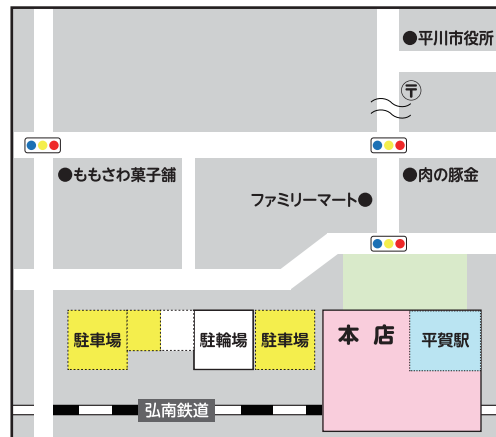 ●平川市役所
〒
●ももさわ菓子舗
●肉の豚金
ファミリーマート●
駐車場
駐輪場
駐車場
本店
平賀駅
弘南鉄道